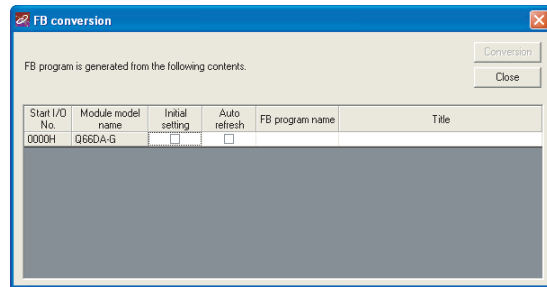 FB conversion
Conversion
FB program is generated from the following contents.
Close
Start I/O No. Module model name Initial setting Auto refresh FB program name Title
0000H Q66DA-G